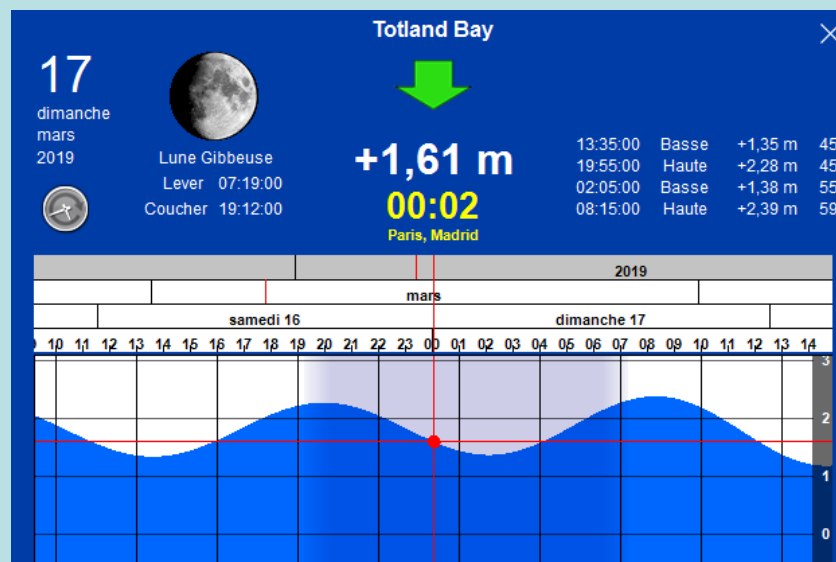 Totland Bay
17
dimanche
mars
2019
Lune Gibbeuse
Lever 07:19:00
Coucher 19:12:00
+1,61 m
00:02
Paris, Madrid
13:35:00 Basse +1,35 m 45
19:55:00 Haute +2,28 m 45
02:05:00 Basse +1,38 m 55
08:15:00 Haute +2,39 m 59
2019
mars
samedi 16 dimanche 17
10 11 12 13 14 15 16 17 18 19 20 21 22 23 00 01 02 03 04 05 06 07 08 09 10 11 12 13 14
3
2
1
0